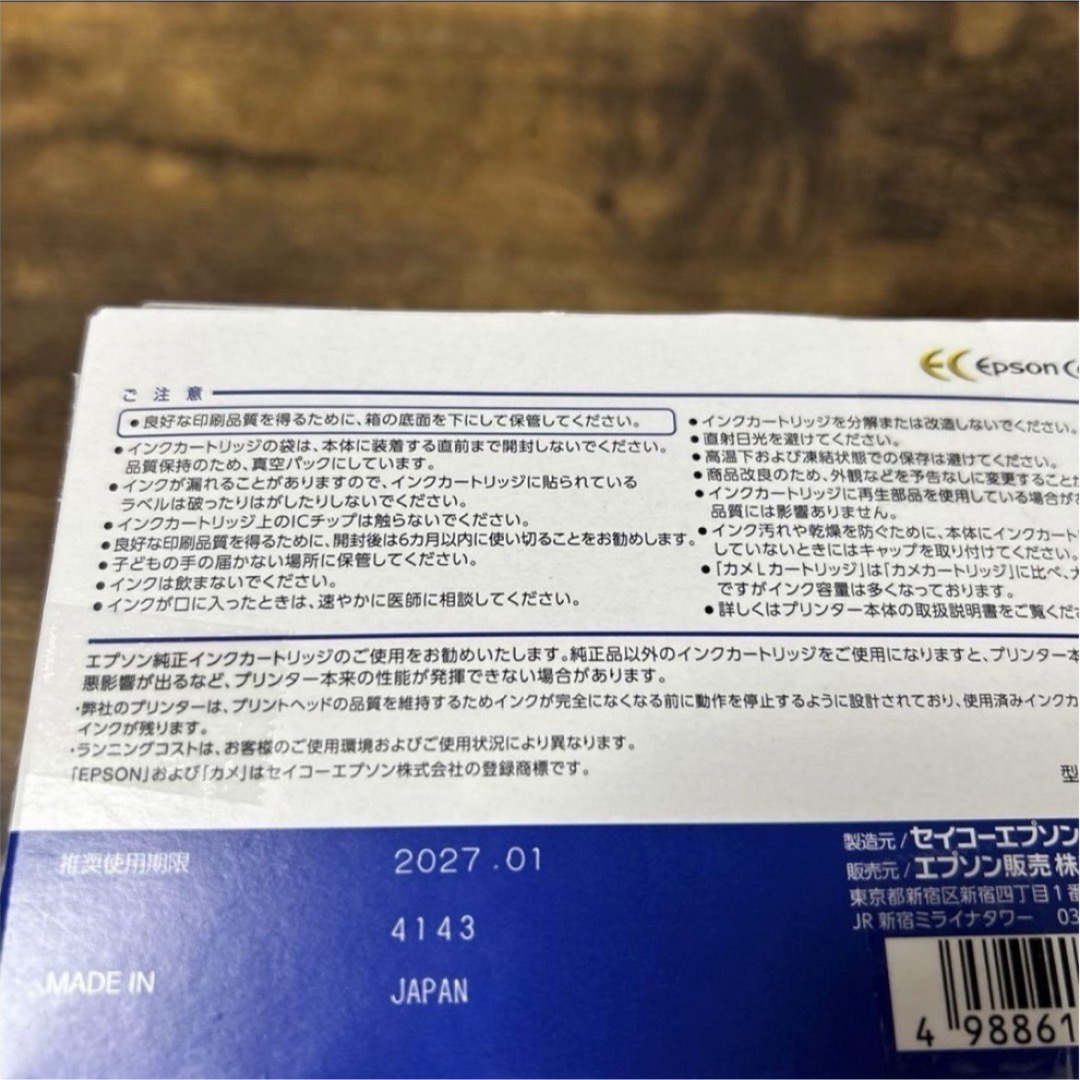 EC Epson Co
ご注意
●良好な印刷品質を得るために、箱の底面を下にして保管してください。
●インクカートリッジの袋は、本体に装着する直前まで開封しないでください。
品質保持のため、真空パックにしています。
●インクが漏れることがありますので、インクカートリッジに貼られている
ラベルは破ったりはがしたりしないでください。
●インクカートリッジ上のICチップは触らないでください。
●良好な印刷品質を得るために、開封後は6カ月以内に使い切ることをお勧めします。
●子どもの手の届かない場所に保管してください。
●インクは飲まないでください。
●インクが口に入ったときは、速やかに医師に相談してください。
●インクカートリッジを分解または改造しないでください。
●直射日光を避けてください。
●高温下および凍結状態での保存は避けてください。
●商品改良のため、外観などを予告なしに変更すること
●インクカートリッジに再生部品を使用している場合が
品質には影響ありません。
●インク汚れや乾燥を防ぐために、本体にインクカート
していないときにはキャップを取り付けてください。
●「カメLカートリッジ」は「カメカートリッジ」に比べ、
ですがインク容量は多くなっております。
●詳しくはプリンター本体の取扱説明書をご覧くだ
エプソン純正インクカートリッジのご使用をお勧めいたします。純正品以外のインクカートリッジをご使用になりますと、プリンター本
悪影響が出るなど、プリンター本来の性能が発揮できない場合があります。
・弊社のプリンターは、プリントヘッドの品質を維持するためインクが完全になくなる前に動作を停止するように設計されており、使用済みインクカ
インクが残ります。
・ランニングコストは、お客様のご使用環境およびご使用状況により異なります。
「EPSON」および「カメ」はセイコーエプソン株式会社の登録商標です。
型
推奨使用期限 2027.01
4143
MADE IN JAPAN
製造元/セイコーエプソン
販売元/エプソン販売株
東京都新宿区新宿四丁目1番
JR新宿ミライナタワー 03
4 98861